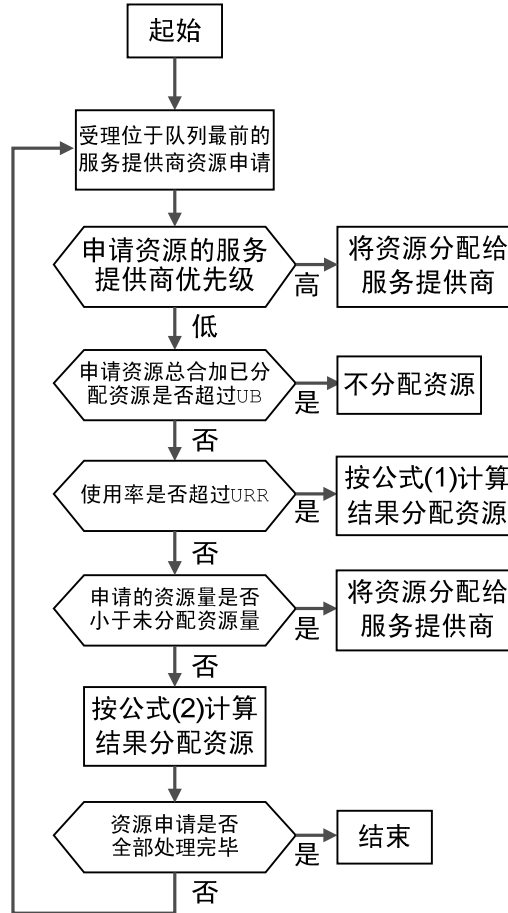 起始
受理位于队列最前的
服务提供商资源申请
申请资源的服务
提供商优先级
高
将资源分配给
服务提供商
低
申请资源总合加已分
配资源是否超过UB
是
不分配资源
否
使用率是否超过URR
是
按公式(1)计算
结果分配资源
否
申请的资源量是否
小于未分配资源量
是
将资源分配给
服务提供商
否
按公式(2)计算
结果分配资源
资源申请是否
全部处理完毕
是
结束
否